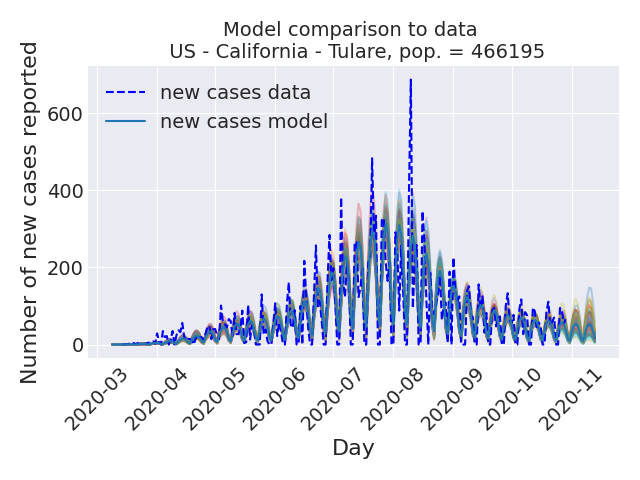 Model comparison to data
US - California - Tulare, pop. = 466195
Number of new cases reported
600
400
200
0
new cases data
new cases model
2020-03
2020-04
2020-05
2020-06
2020-07
2020-08
2020-09
2020-10
2020-11
Day